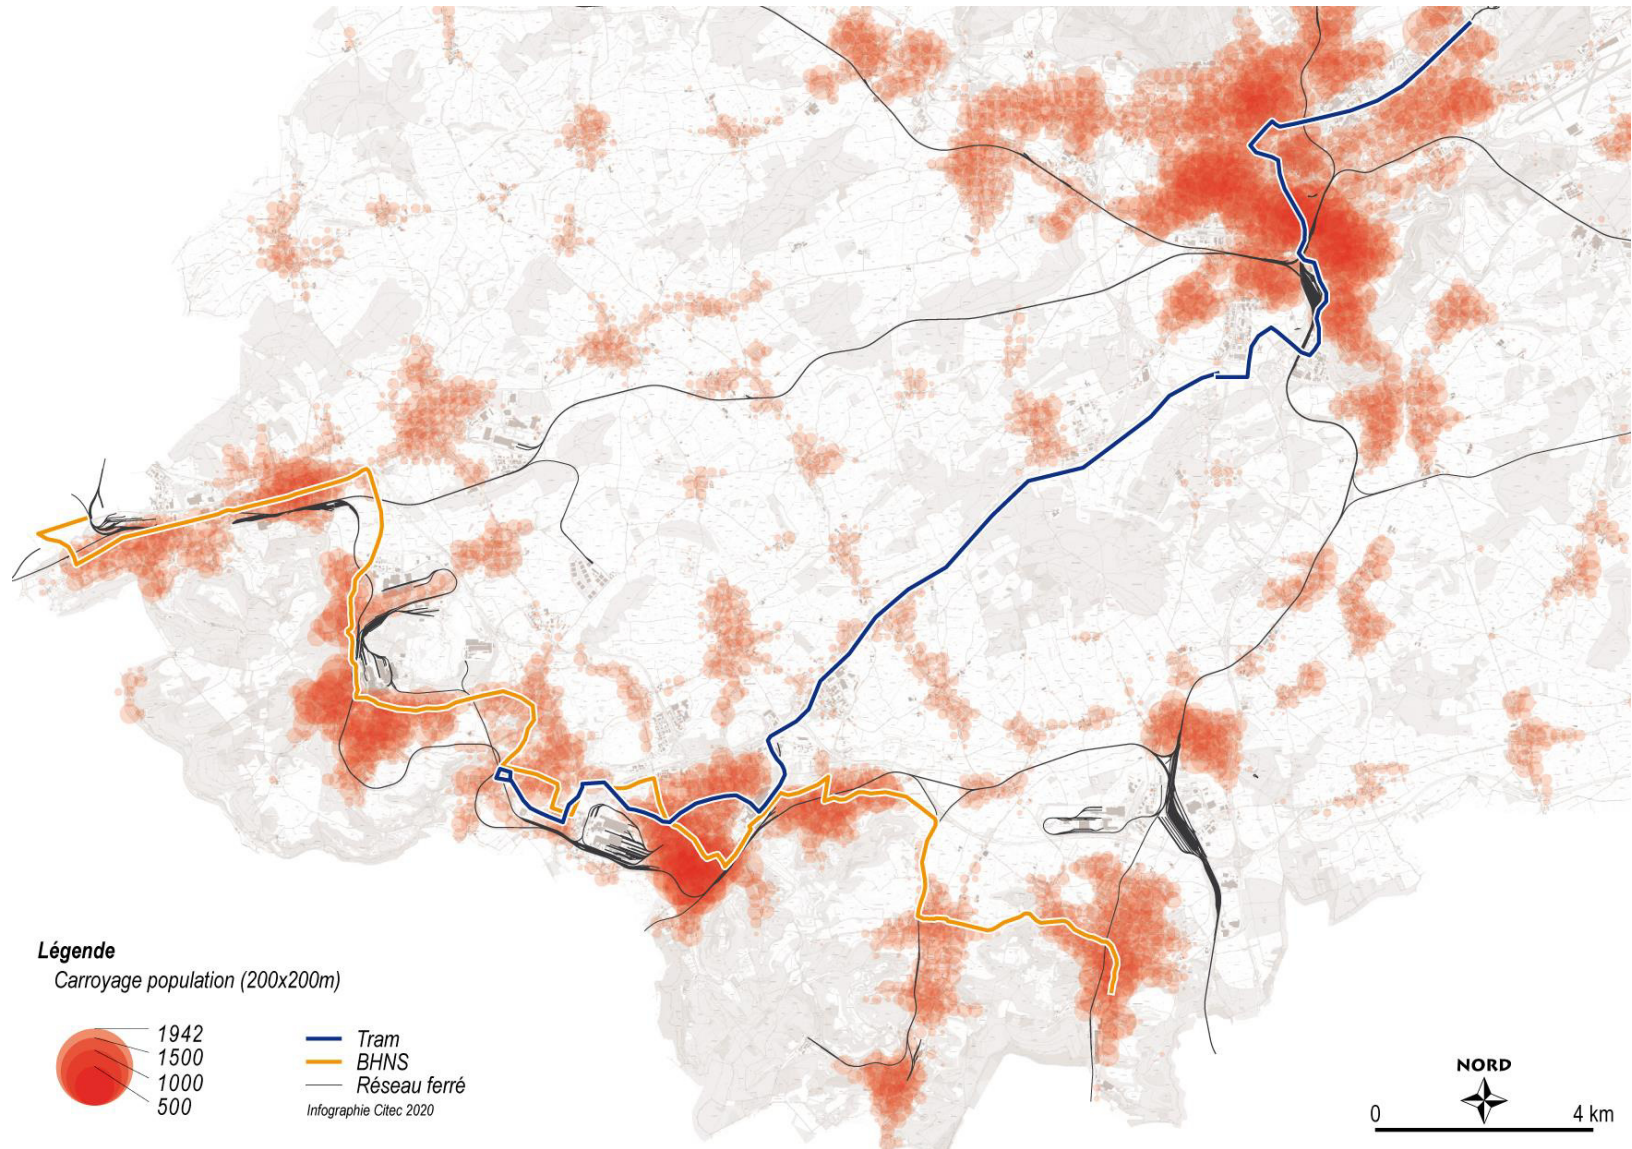 Légende
Carroyage population (200x200m)
1942
1500
1000
500
Tram
BHNS
Réseau ferré
Infographie Citec 2020
NORD
0 4 km